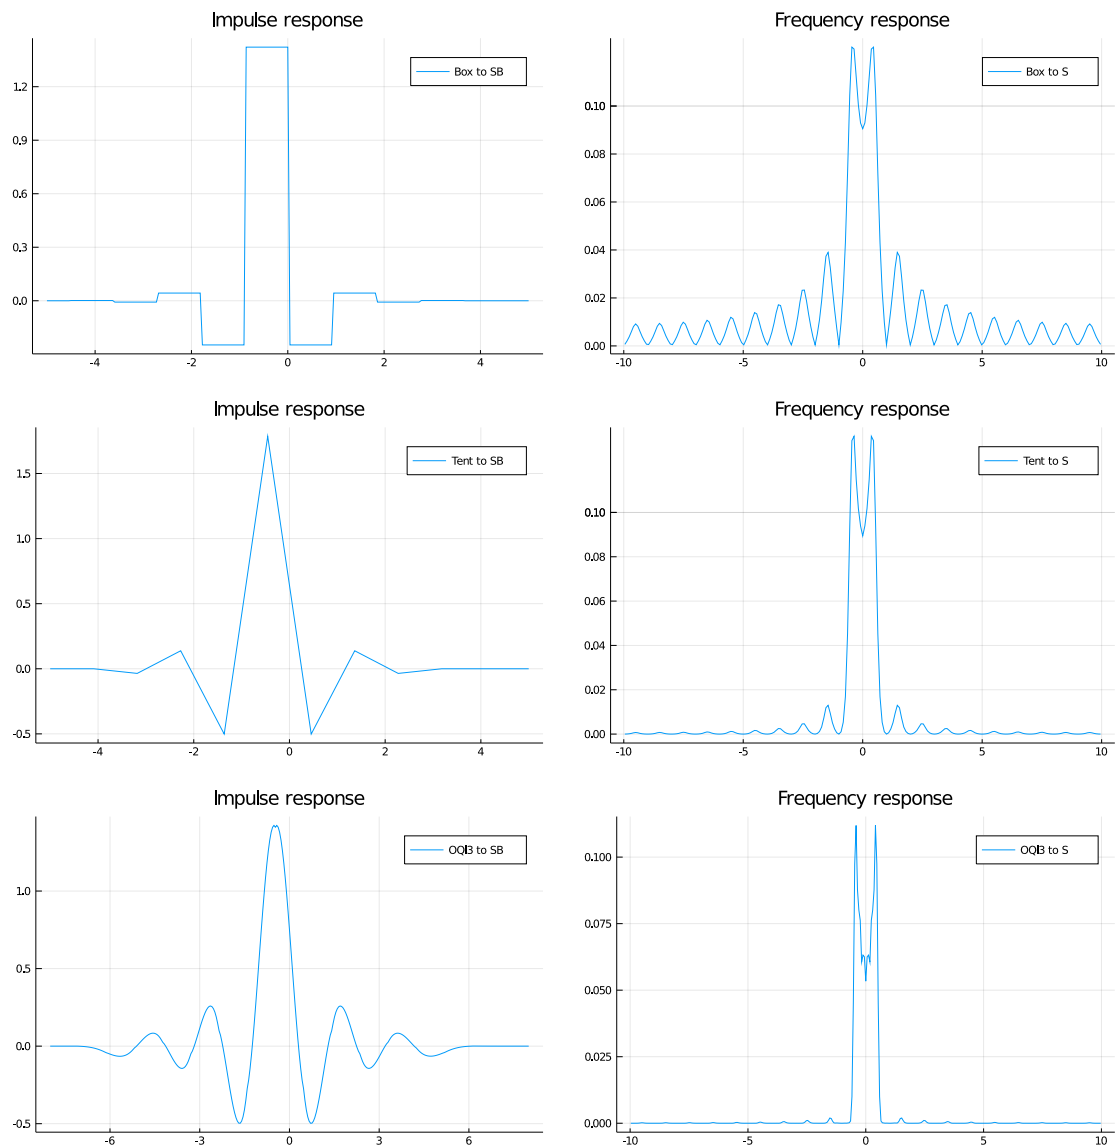 Impulse response
Box to SB
1.2
0.9
0.6
0.3
0.0
-4 -2 0 2 4
Frequency response
Box to S
0.10
0.08
0.06
0.04
0.02
0.00
-10 -5 0 5 10
Impulse response
Tent to SB
1.5
1.0
0.5
0.0
-0.5
-4 -2 0 2 4
Frequency response
Tent to S
0.10
0.08
0.06
0.04
0.02
0.00
-10 -5 0 5 10
Impulse response
OQI3 to SB
1.0
0.5
0.0
-0.5
-6 -3 0 3 6
Frequency response
OQI3 to S
0.100
0.075
0.050
0.025
0.000
-10 -5 0 5 10